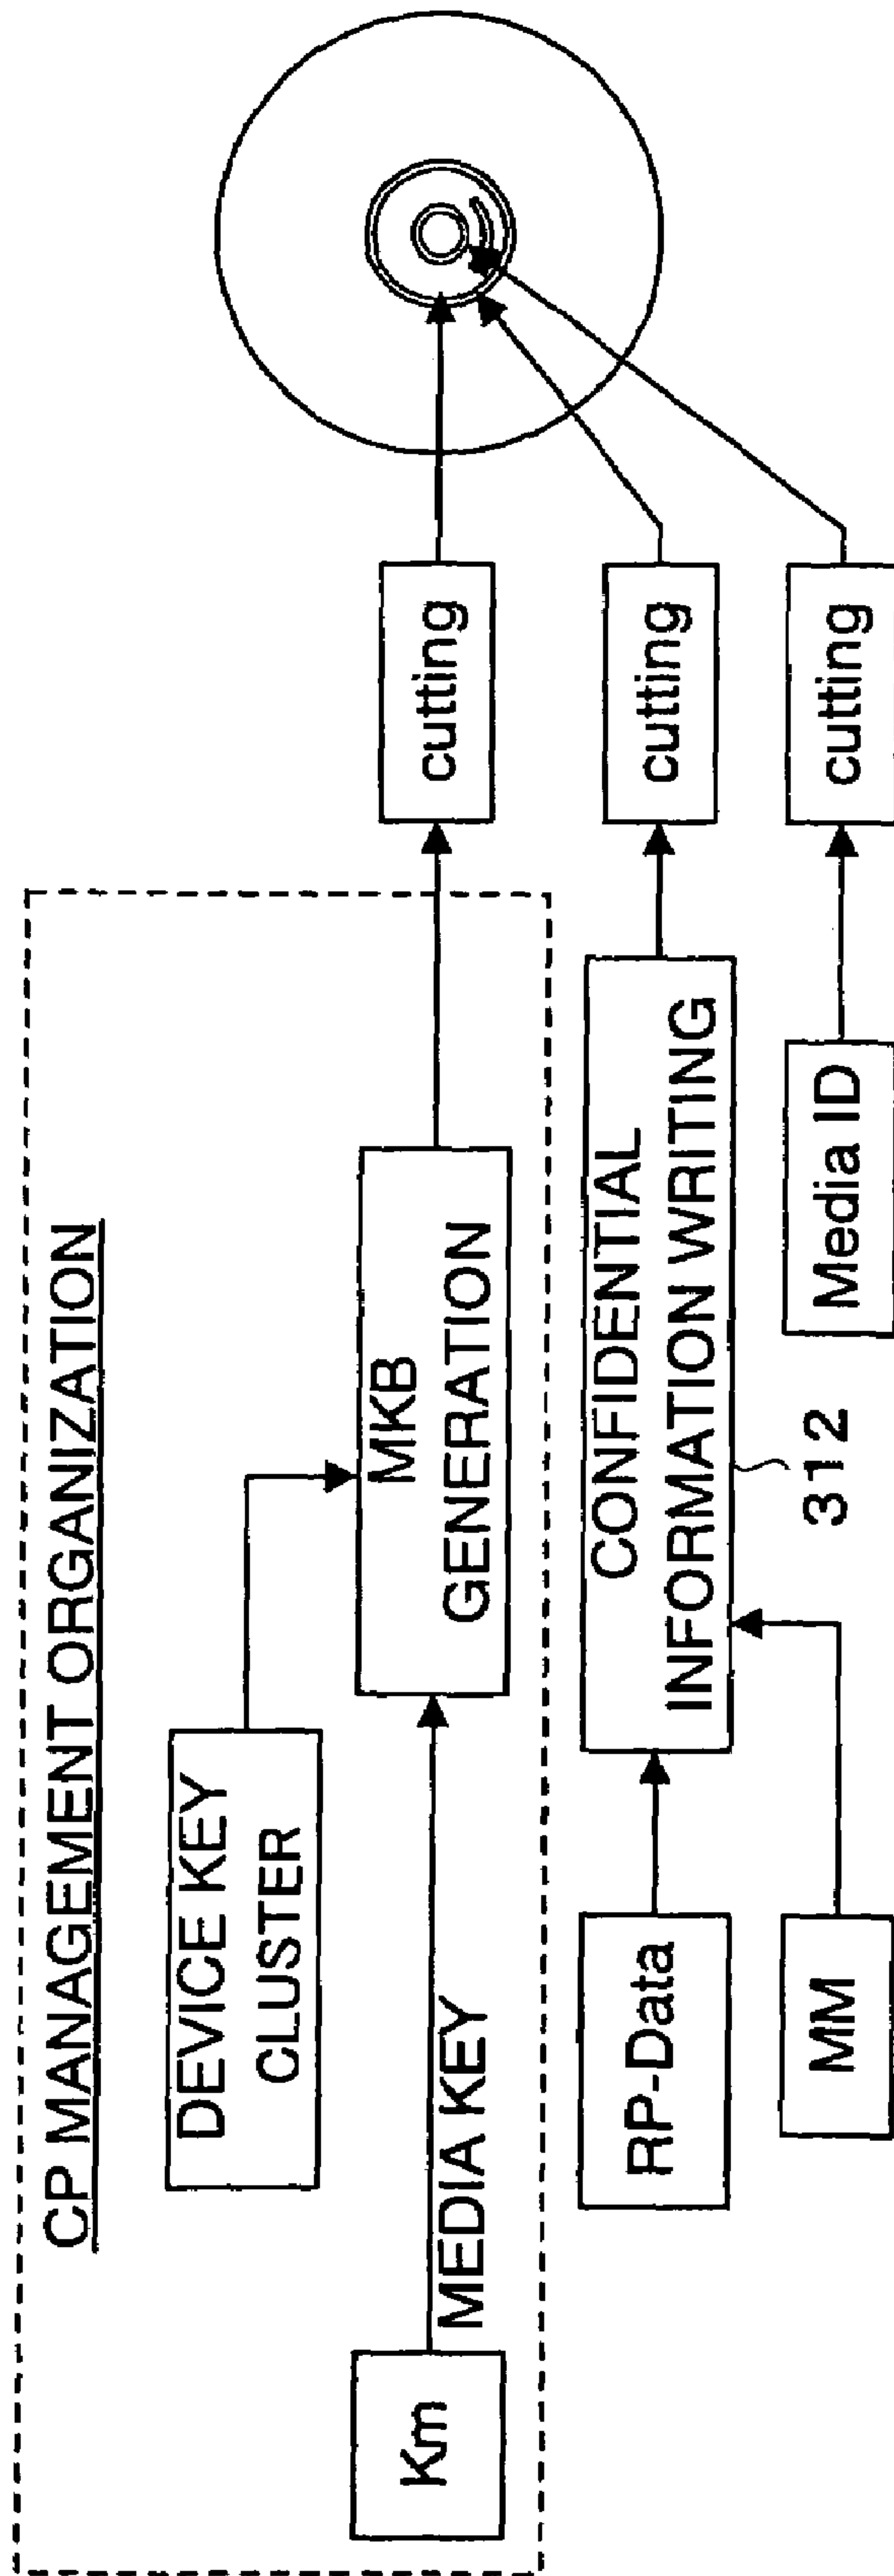 CP MANAGEMENT ORGANIZATION
DEVICE KEY
CLUSTER
Km
MEDIA KEY
MKB
GENERATION
cutting
RP-Data
CONFIDENTIAL
INFORMATION WRITING
cutting
312
MM
Media ID
cutting